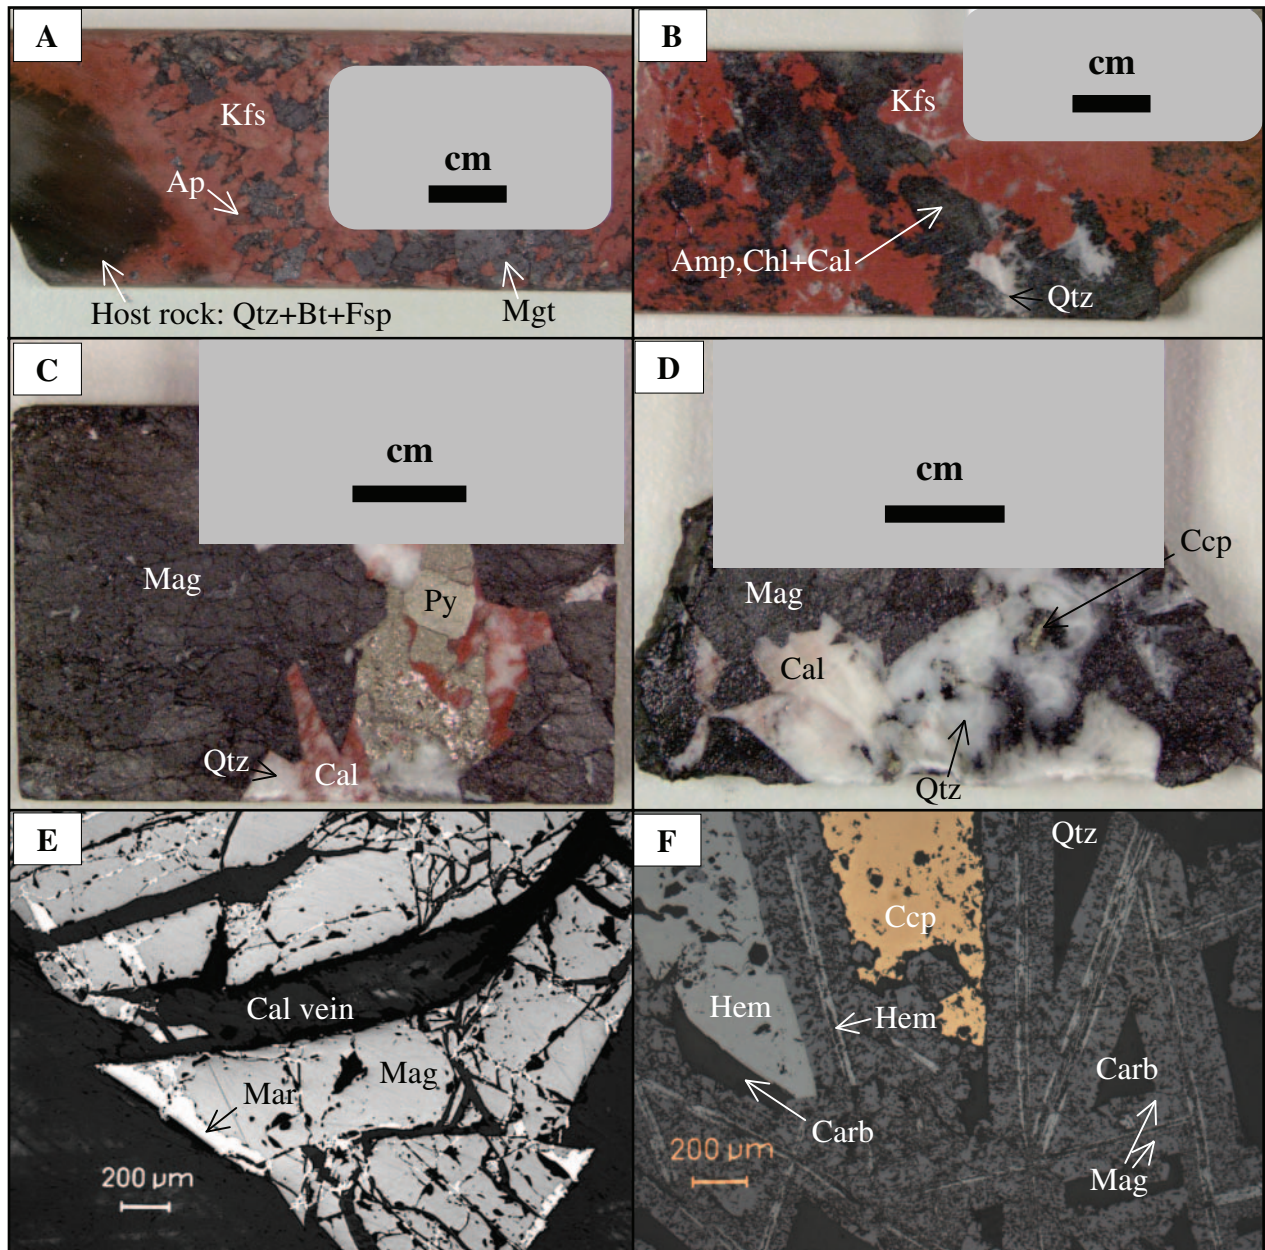 A
Kfs
cm
Ap
Host rock: Qtz+Bt+Fsp
Mgt
B
cm
Kfs
Amp,Chl+Cal
Qtz
C
cm
Mag
Py
Qtz
Cal
D
cm
Ccp
Mag
Cal
Qtz
E
Cal vein
Mag
Mar
200 µm
F
Qtz
Ccp
Hem
Hem
Carb
Carb
200 µm
Mag